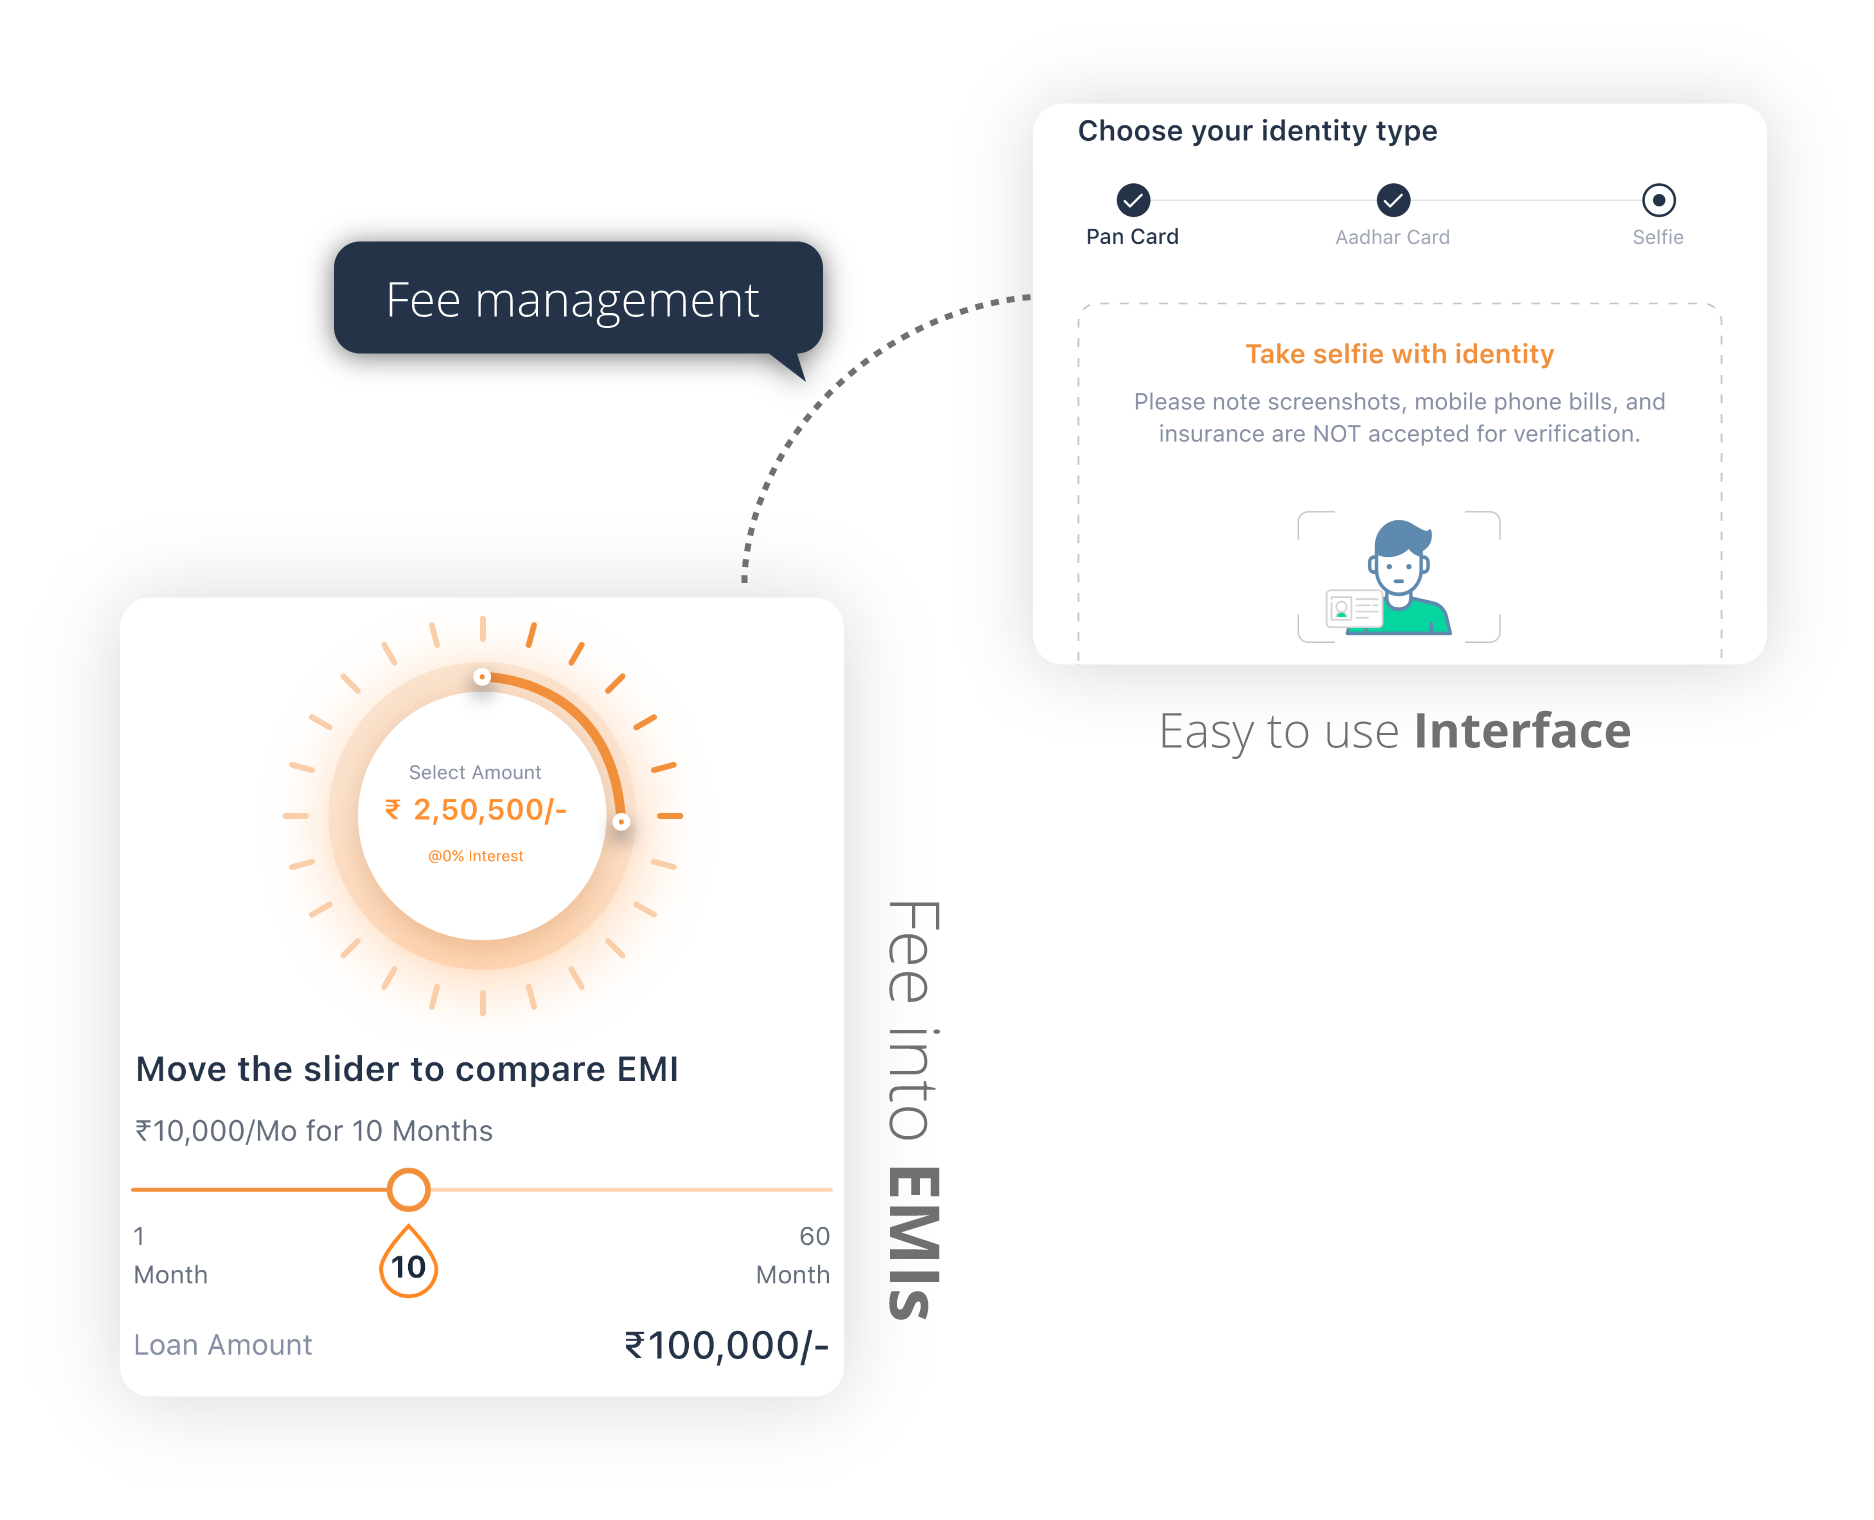 Choose your identity type
Pan Card
Aadhar Card
Selfie
Take selfie with identity
Please note screenshots, mobile phone bills, and
insurance are NOT accepted for verification.
Easy to use Interface
Fee management
Select Amount
₹ 2,50,500/-
@0% Interest
Move the slider to compare EMI
₹10,000/Mo for 10 Months
1
Month
10
60
Month
Loan Amount
₹100,000/-
Fee into EMIs